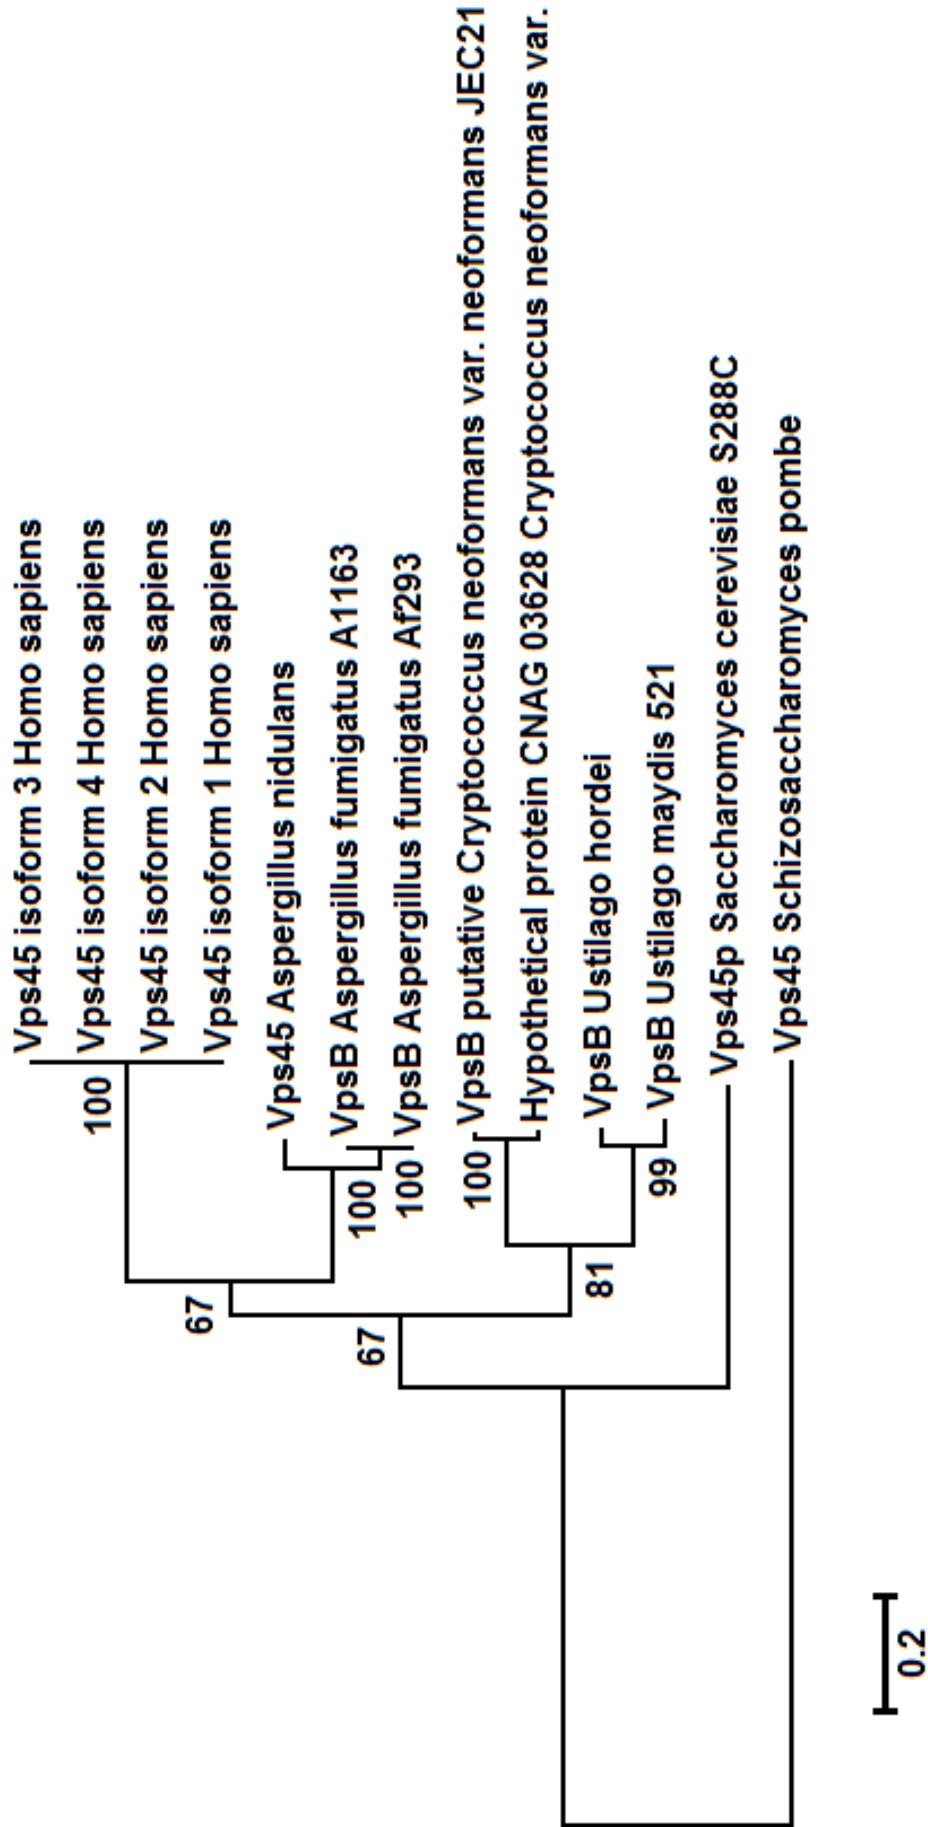 Vps45 isoform 3 Homo sapiens
Vps45 isoform 4 Homo sapiens
Vps45 isoform 2 Homo sapiens
Vps45 isoform 1 Homo sapiens
Vps45 Aspergillus nidulans
VpsB Aspergillus fumigatus A1163
VpsB Aspergillus fumigatus Af293
VpsB putative Cryptococcus neoformans var. neoformans JEC21
Hypothetical protein CNAG 03628 Cryptococcus neoformans var.
VpsB Ustilago hordei
VpsB Ustilago maydis 521
Vps45p Saccharomyces cerevisiae S288C
Vps45 Schizosaccharomyces pombe
100
67
100
100
67
100
81
99
0.2